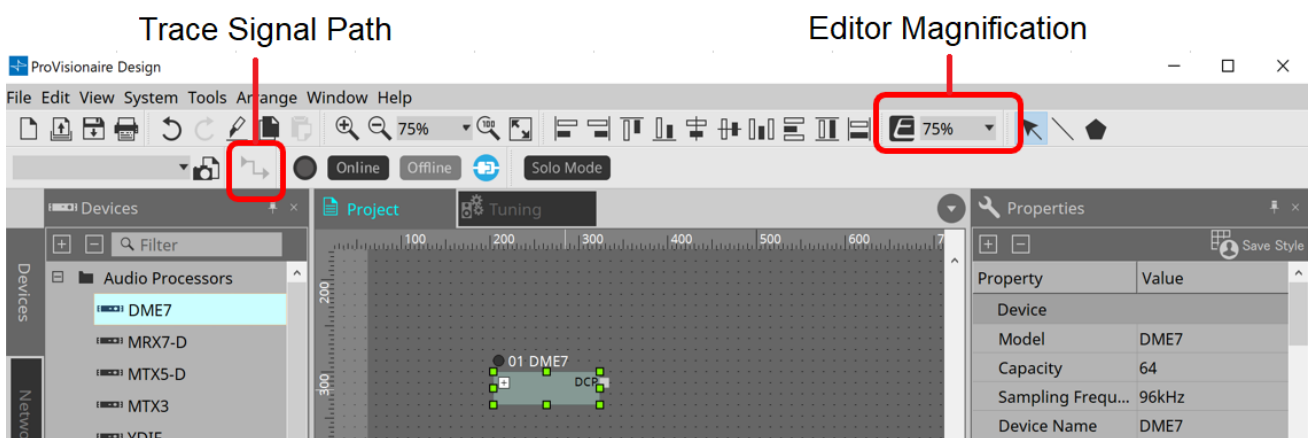 Trace Signal Path
Editor Magnification
ProVisionaire Design
File Edit View System Tools Arrange Window Help
75%
100
E 75%
Online Offline Solo Mode
Devices
Project
Tuning
Properties
Filter
100 200 300 400 500 600 7
Save Style
Devices
Audio Processors
200
Property Value
Device
DME7
Model DME7
MRX7-D
01 DME7
Capacity 64
MTX5-D
DCP
300
Sampling Frequ... 96kHz
MTX3
Device Name DME7
Netwo